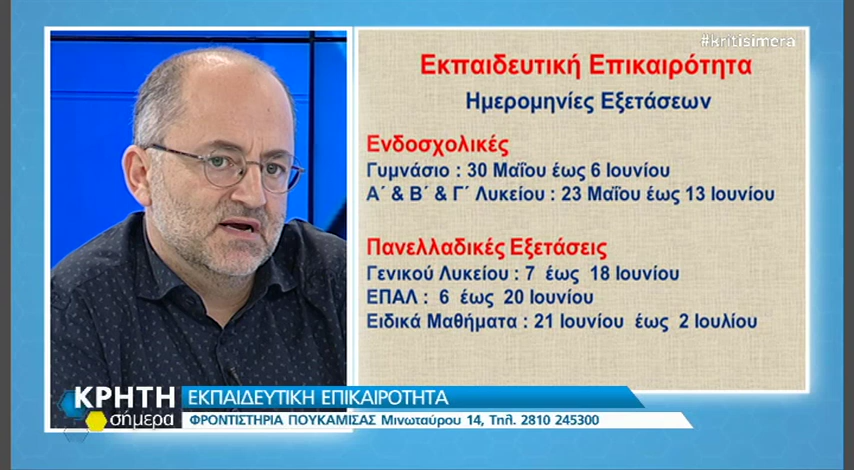 #kritisimera
Εκπαιδευτική Επικαιρότητα
Ημερομηνίες Εξετάσεων
Ενδοσχολικές
Γυμνάσιο : 30 Μαΐου έως 6 Ιουνίου
Α΄ & Β΄ & Γ΄ Λυκείου : 23 Μαΐου έως 13 Ιουνίου
Πανελλαδικές Εξετάσεις
Γενικού Λυκείου : 7 έως 18 Ιουνίου
ΕΠΑΛ : 6 έως 20 Ιουνίου
Ειδικά Μαθήματα : 21 Ιουνίου έως 2 Ιουλίου
ΚΡΗΤΗ
σήμερα
ΕΚΠΑΙΔΕΥΤΙΚΗ ΕΠΙΚΑΙΡΟΤΗΤΑ
ΦΡΟΝΤΙΣΤΗΡΙΑ ΠΟΥΚΑΜΙΣΑΣ Μινωταύρου 14, Τηλ. 2810 245300